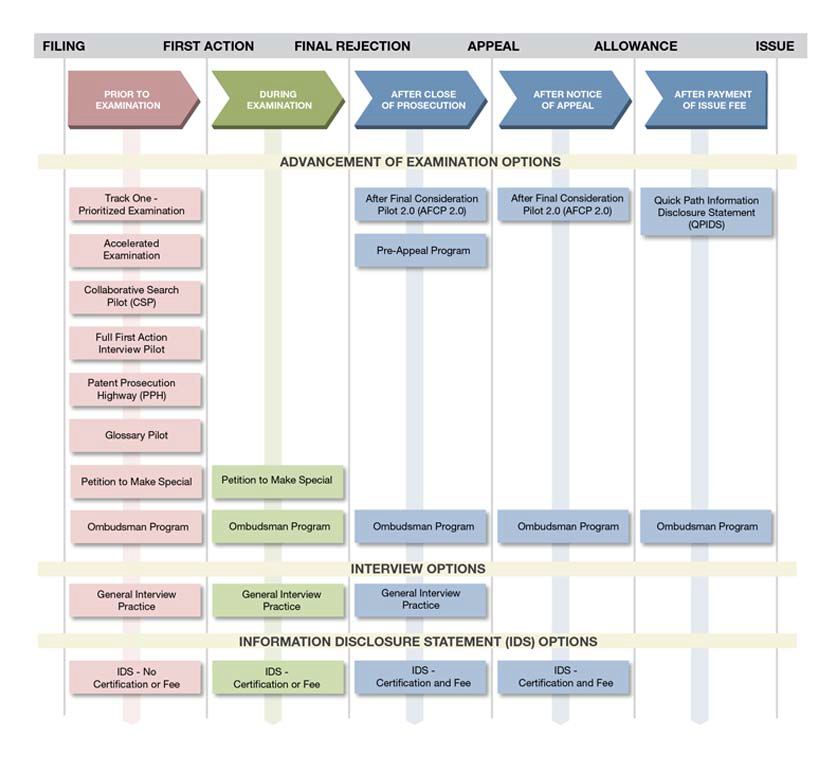 FILING FIRST ACTION FINAL REJECTION APPEAL ALLOWANCE ISSUE
PRIOR TO
EXAMINATION
DURING
EXAMINATION
AFTER CLOSE
OF PROSECUTION
AFTER NOTICE
OF APPEAL
AFTER PAYMENT
OF ISSUE FEE
ADVANCEMENT OF EXAMINATION OPTIONS
Track One -
Prioritized Examination
After Final Consideration
Pilot 2.0 (AFCP 2.0)
After Final Consideration
Pilot 2.0 (AFCP 2.0)
Quick Path Information
Disclosure Statement
(QPIDS)
Accelerated
Examination
Pre-Appeal Program
Collaborative Search
Pilot (CSP)
Full First Action
Interview Pilot
Patent Prosecution
Highway (PPH)
Glossary Pilot
Petition to Make Special
Petition to Make Special
Ombudsman Program
Ombudsman Program
Ombudsman Program
Ombudsman Program
Ombudsman Program
INTERVIEW OPTIONS
General Interview
Practice
General Interview
Practice
General Interview
Practice
INFORMATION DISCLOSURE STATEMENT (IDS) OPTIONS
IDS - No
Certification or Fee
IDS -
Certification or Fee
IDS -
Certification and Fee
IDS -
Certification and Fee